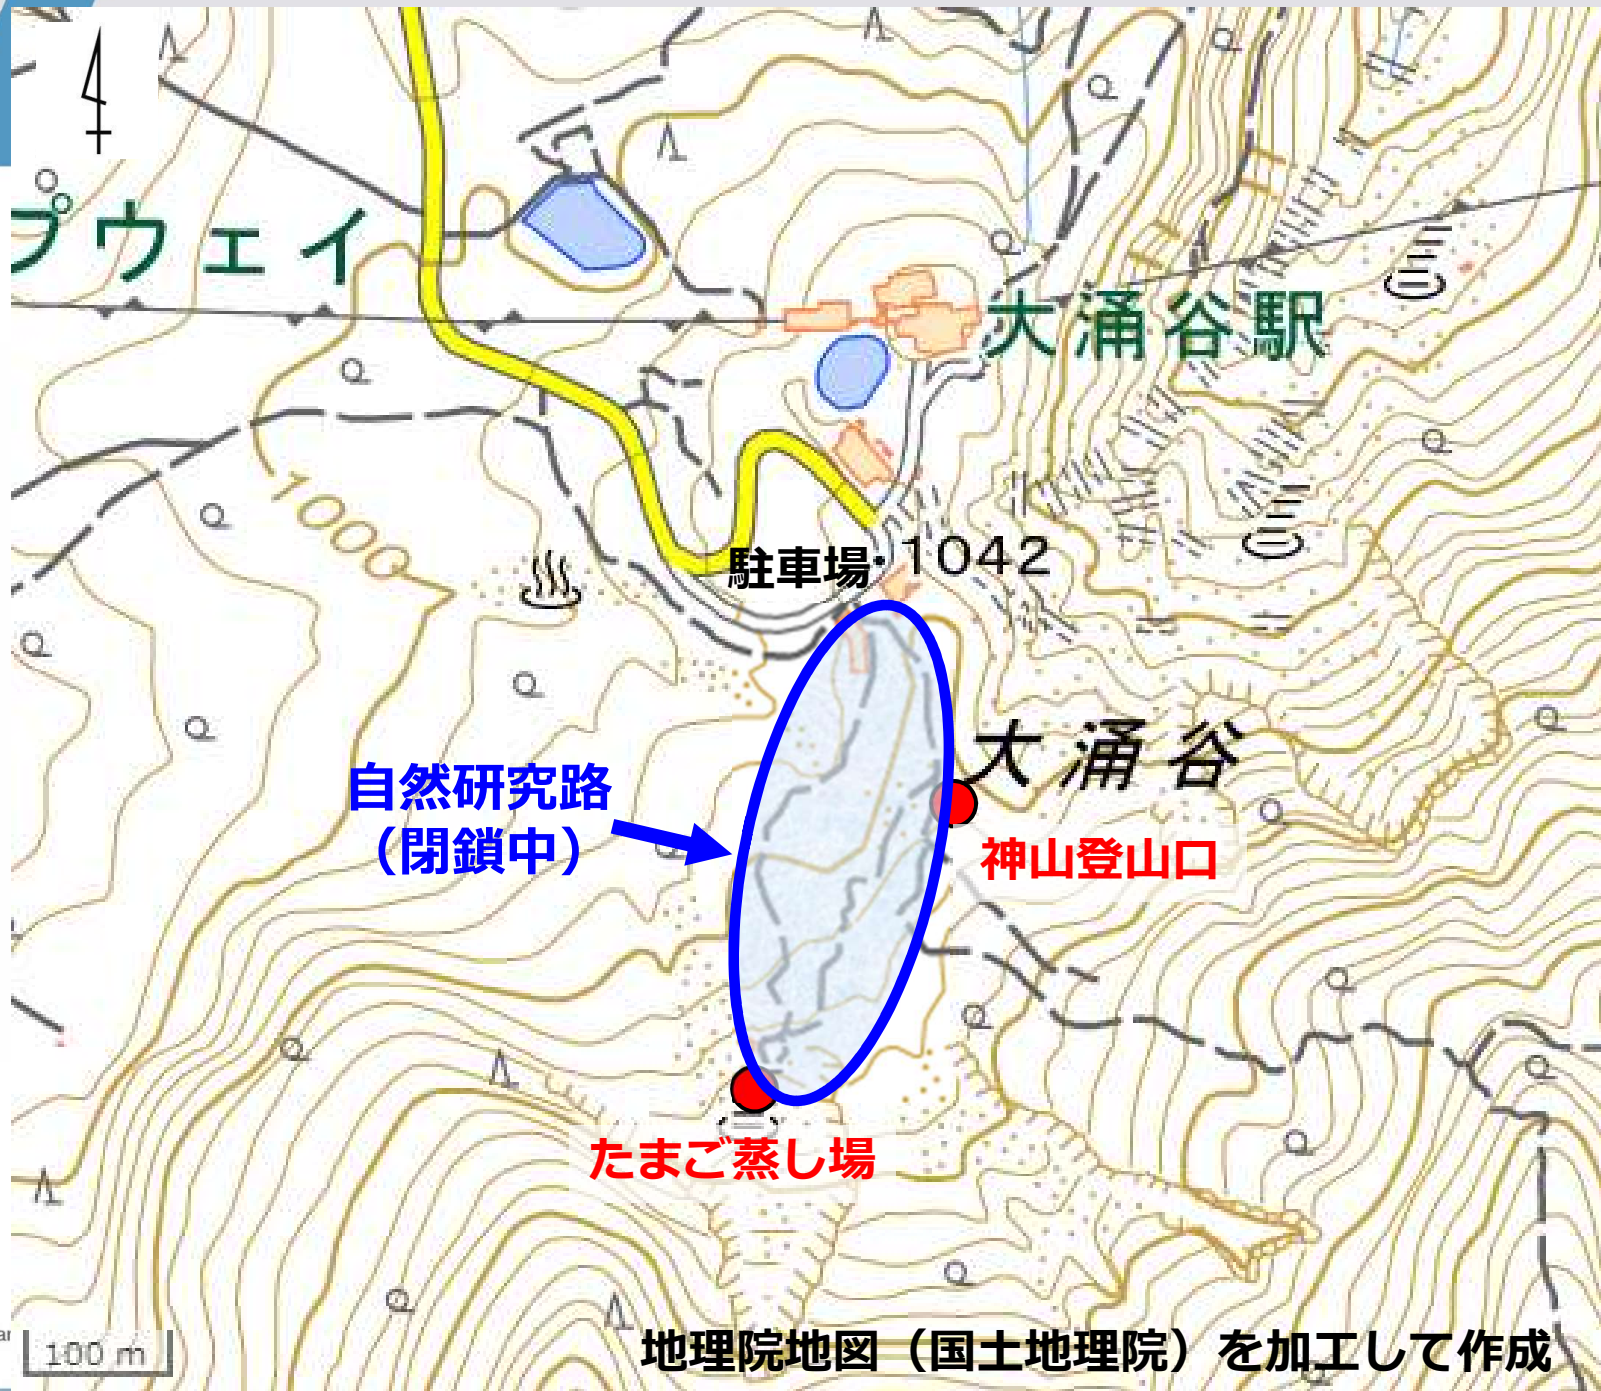 プウェイ
大涌谷駅
1000
駐車場
1042
大涌谷
自然研究路
（閉鎖中）
神山登山口
たまご蒸し場
100 m
地理院地図（国土地理院）を加工して作成